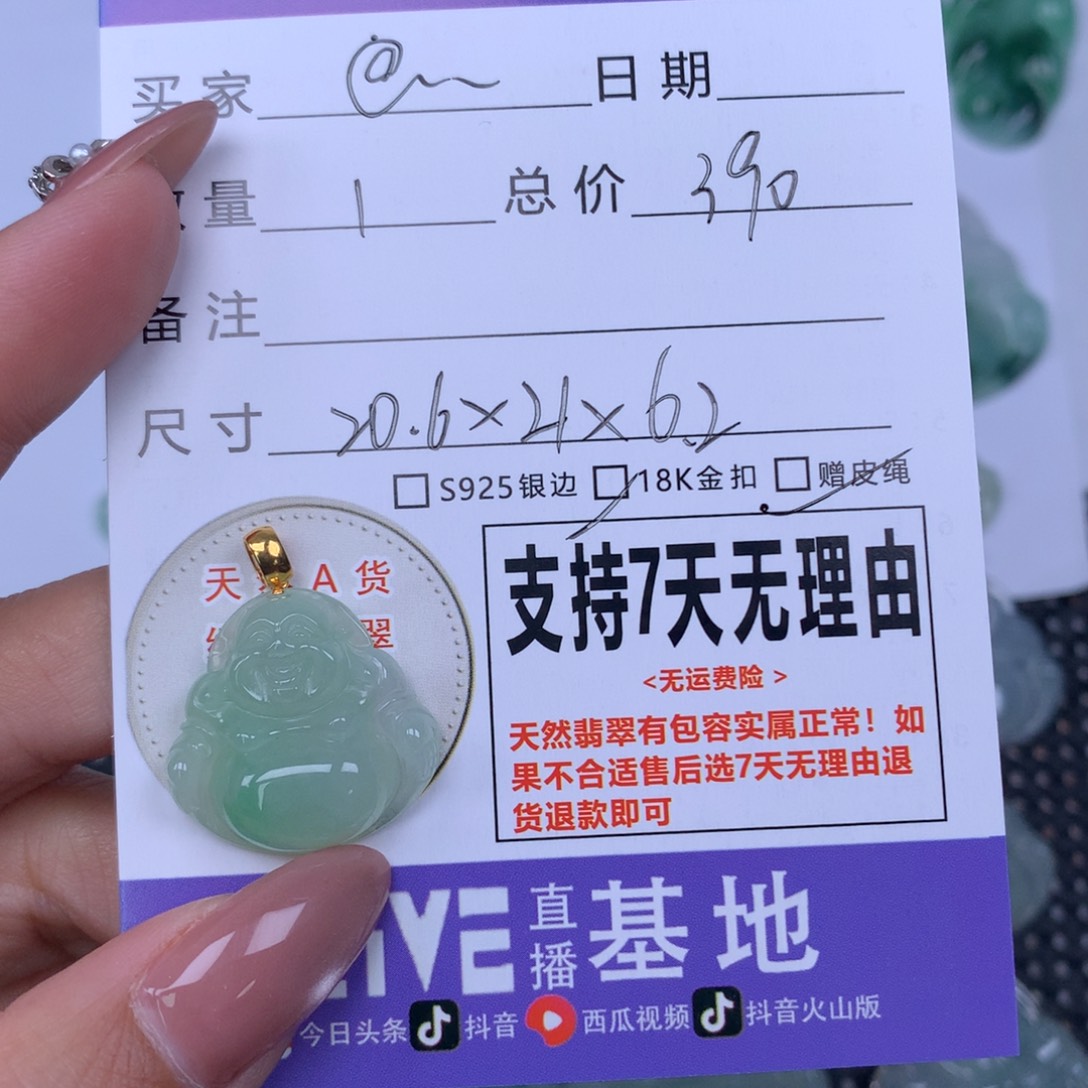 买家 日期
数量 1 总价 390
备注
尺寸 20.6×21×6.2
S925银边 18K金扣 赠皮绳
天 A货
翠
支持7天无理由
<无运费险 >
天然翡翠有包容实属正常！如
果不合适售后选7天无理由退
货退款即可
LIVE 直播 基地
今日头条 抖音 西瓜视频 抖音火山版